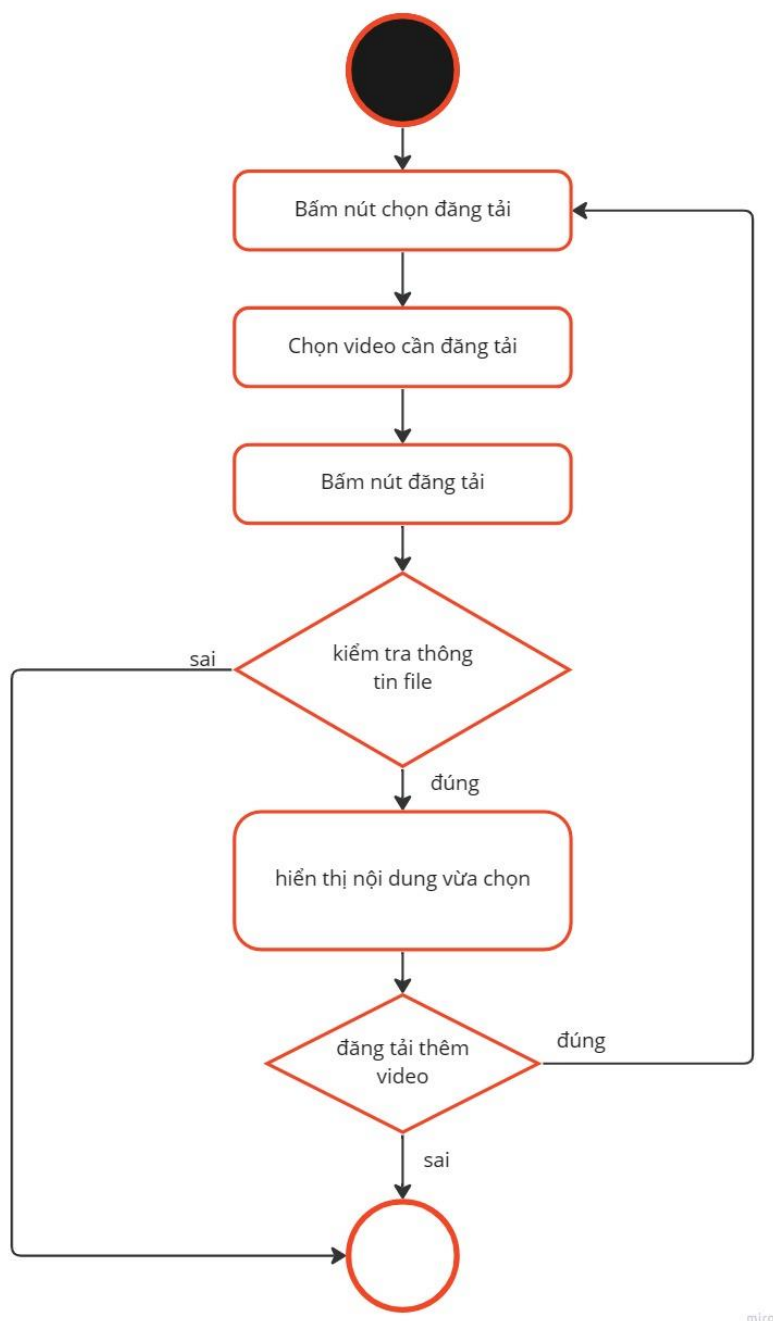 Bấm nút chọn đăng tải
Chọn video cần đăng tải
Bấm nút đăng tải
kiểm tra thông
tin file
sai
đúng
hiển thị nội dung vừa chọn
đăng tải thêm
video
đúng
sai